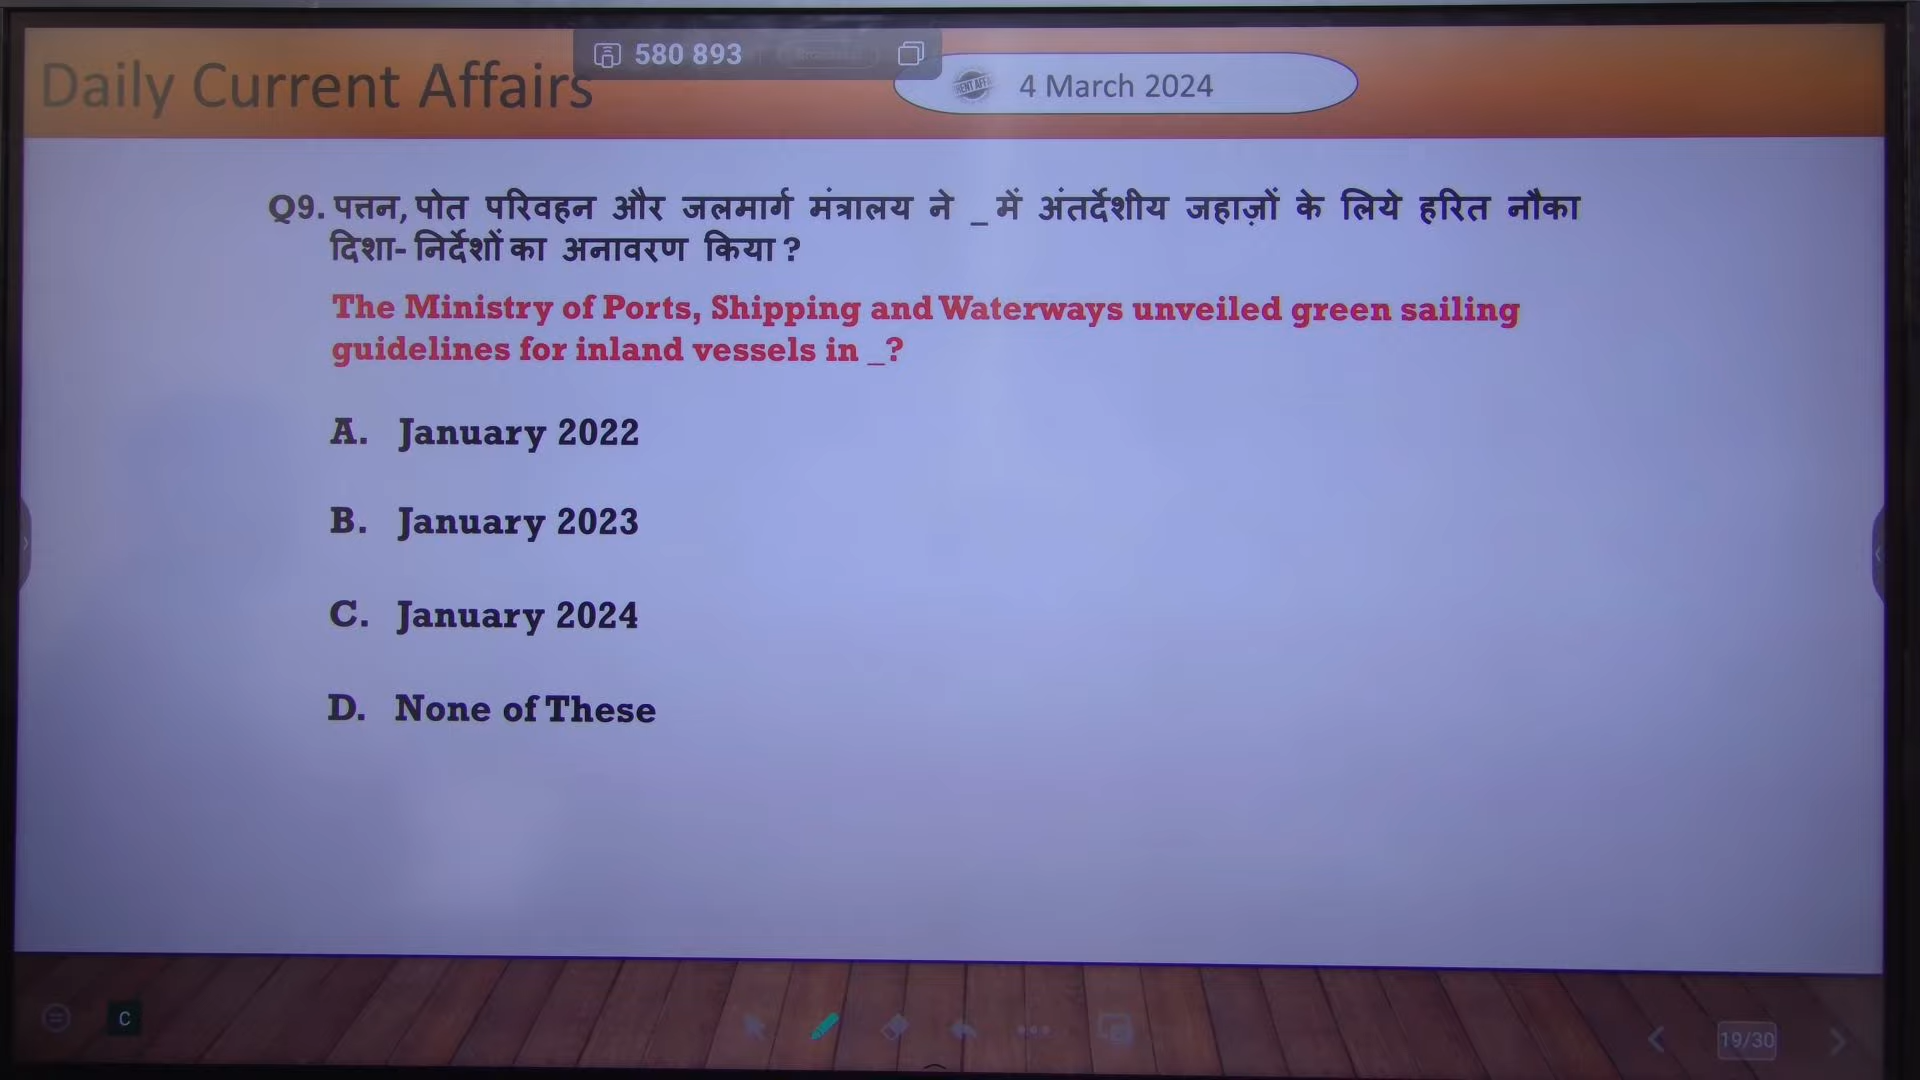 580 893
Daily Current Affairs
4 March 2024
Q9. पत्तन, पोत परिवहन और जलमार्ग मंत्रालय ने _ में अंतर्देशीय जहाज़ों के लिये हरित नौका
दिशा- निर्देशों का अनावरण किया ?
The Ministry of Ports, Shipping and Waterways unveiled green sailing
guidelines for inland vessels in _?
A. January 2022
B. January 2023
C. January 2024
D. None of These
C
19/30